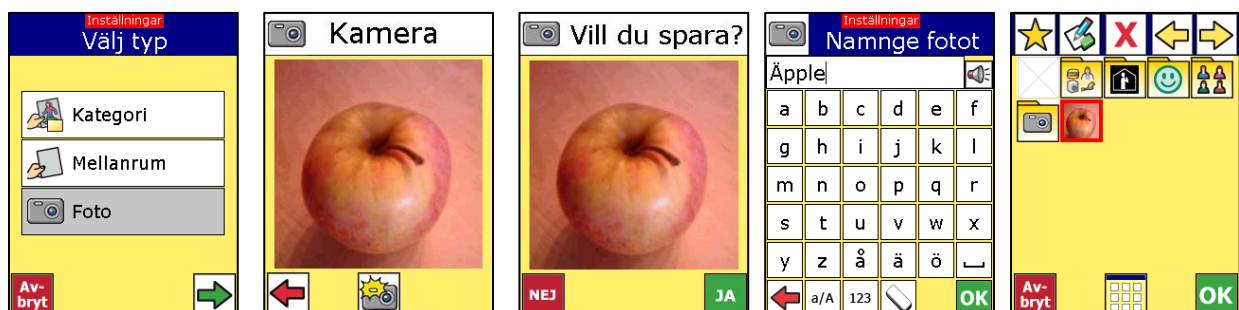 Inställningar
Välj typ
Kategori
Mellanrum
Foto
Av-
bryt
Kamera
Vill du spara?
NEJ
JA
Inställningar
Namnge fotot
Äpple
a b c d e f
g h i j k l
m n o p q r
s t u v w x
y z å ä ö
a/A 123 OK
X
Av-
bryt
OK